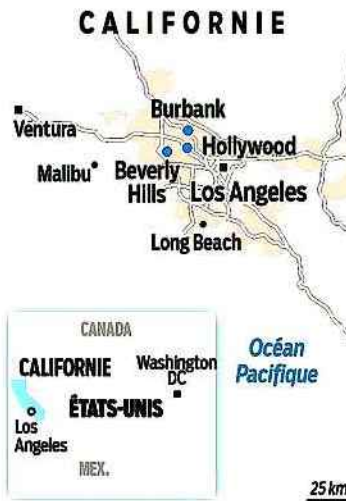 CALIFORNIE
Burbank
Ventura
Hollywood
Malibu
Beverly
Hills
Los Angeles
Long Beach
CANADA
CALIFORNIE
Washington
DC
ÉTATS-UNIS
Los
Angeles
MEX.
Océan
Pacifique
25 km